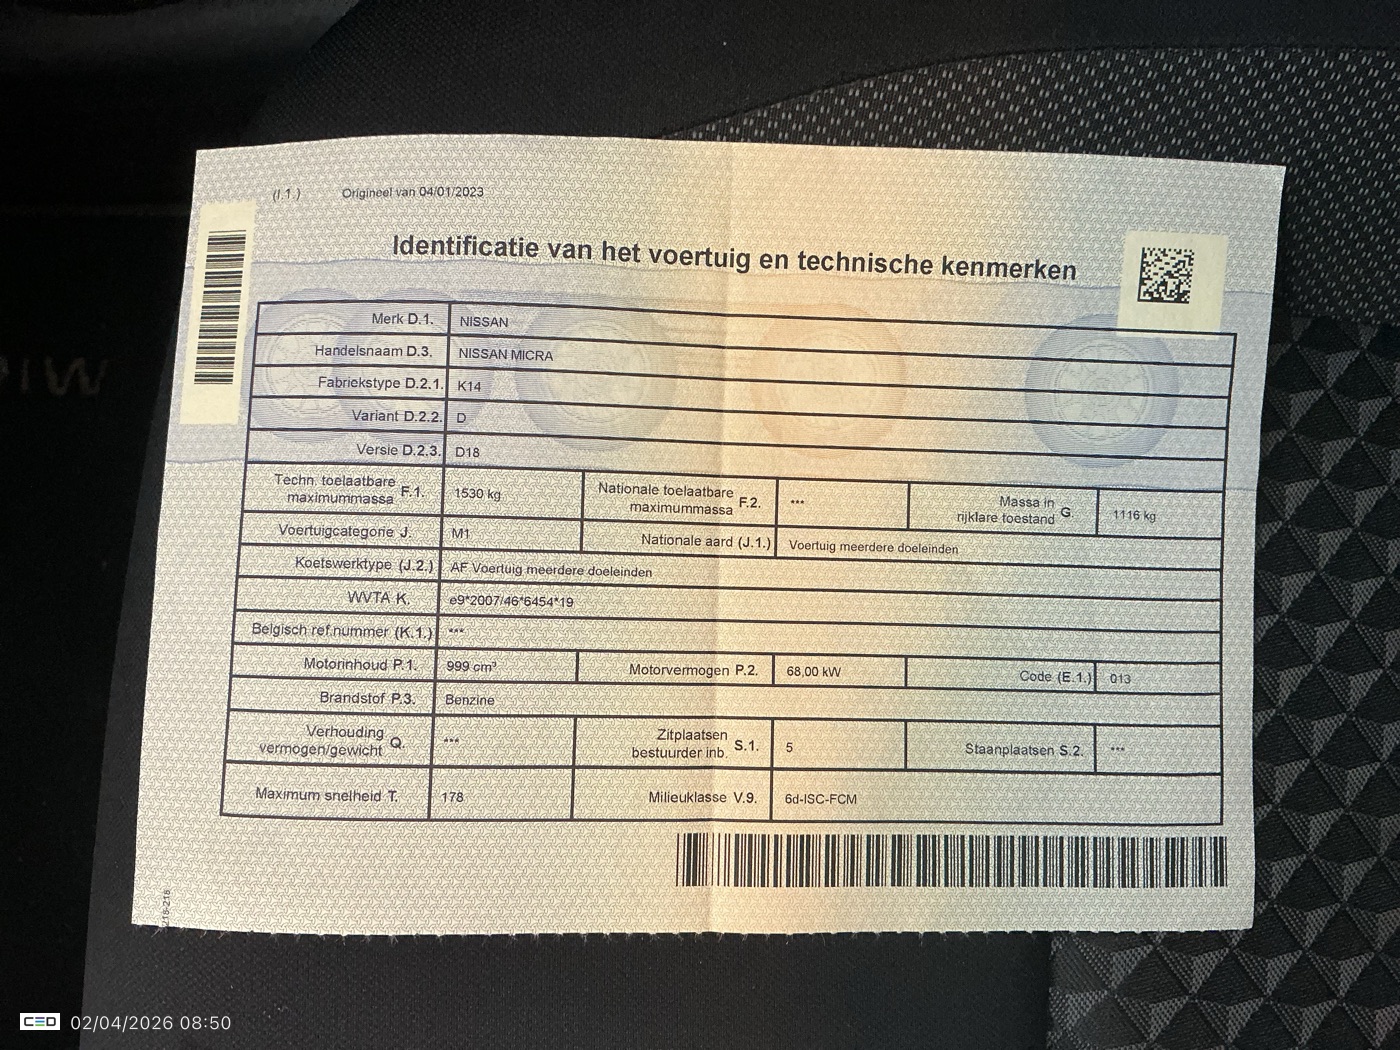 (I.1.) Origineel van 04/01/2023
Identificatie van het voertuig en technische kenmerken
Merk D.1. NISSAN
Handelsnaam D.3. NISSAN MICRA
Fabriekstype D.2.1. K14
Variant D.2.2. D
Versie D.2.3. D18
Techn. toelaatbare maximummassa F.1. 1530 kg Nationale toelaatbare maximummassa F.2. *** Massa in rijklare toestand G. 1116 kg
Voertuigcategorie J. M1 Nationale aard (J.1.) Voertuig meerdere doeleinden
Koetswerktype (J.2.) AF Voertuig meerdere doeleinden
WVTA K. e9*2007/46*6454*19
Belgisch ref.nummer (K.1.) ***
Motorinhoud P.1. 999 cm³ Motorvermogen P.2. 68,00 kW Code (E.1.) 013
Brandstof P.3. Benzine
Verhouding vermogen/gewicht Q. *** Zitplaatsen bestuurder inb. S.1. 5 Staanplaatsen S.2. ***
Maximum snelheid T. 178 Milieuklasse V.9. 6d-ISC-FCM
CED 02/04/2026 08:50